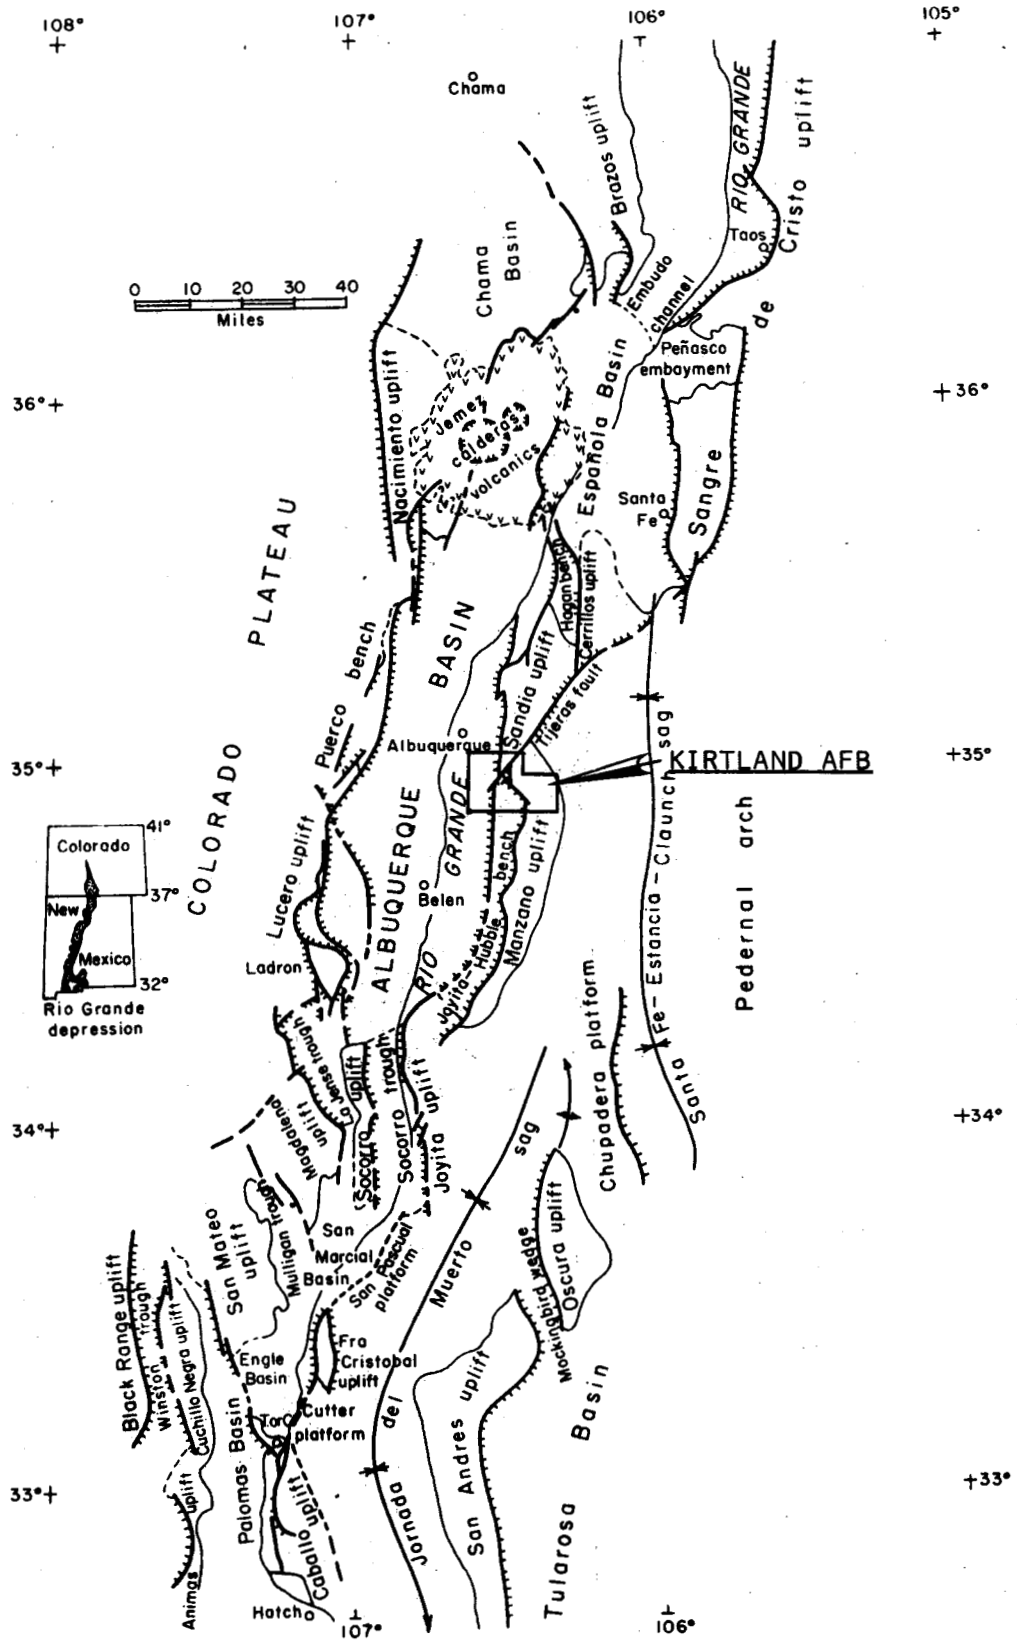 108°
107°
106°
105°
Chama
Brazos uplift
RIO GRANDE
Taos
Sangre de Cristo uplift
Chama
Basin
0 10 20 30 40
Miles
Embudo
channel
Peñasco
embayment
36°
36°
Nacimiento uplift
Jemez
calderas
volcanics
Española Basin
Santa
Fe
COLORADO PLATEAU
Hagan bench
Cerrillos uplift
Puerco bench
ALBUQUERQUE BASIN
Sandia uplift
Tijeras fault
Albuquerque
35°
35°
KIRTLAND AFB
RIO GRANDE
Santa Fe - Estancia - Claunch sag
Pedernal arch
41°
Colorado
37°
New
Mexico
32°
Rio Grande
depression
Lucero uplift
Belen
Hubble bench
Manzano uplift
Joyita
Ladron
La Jense trough
Magdalena
uplift
Socorro uplift
Socorro trough
Joyita uplift
Chupadera platform
34°
34°
San Mateo
uplift
Mulligan trough
San
Marcial
Basin
San Pascual
platform
Jornada del Muerto sag
Mockingbird wedge
Oscura uplift
Black Range uplift
Winston trough
Cuchillo Negra uplift
Engle
Basin
Fra
Cristobal
uplift
TorC
Cutter
platform
Palomas Basin
San Andres uplift
Tularosa Basin
33°
33°
Animas uplift
Caballo uplift
Hatch
107°
106°